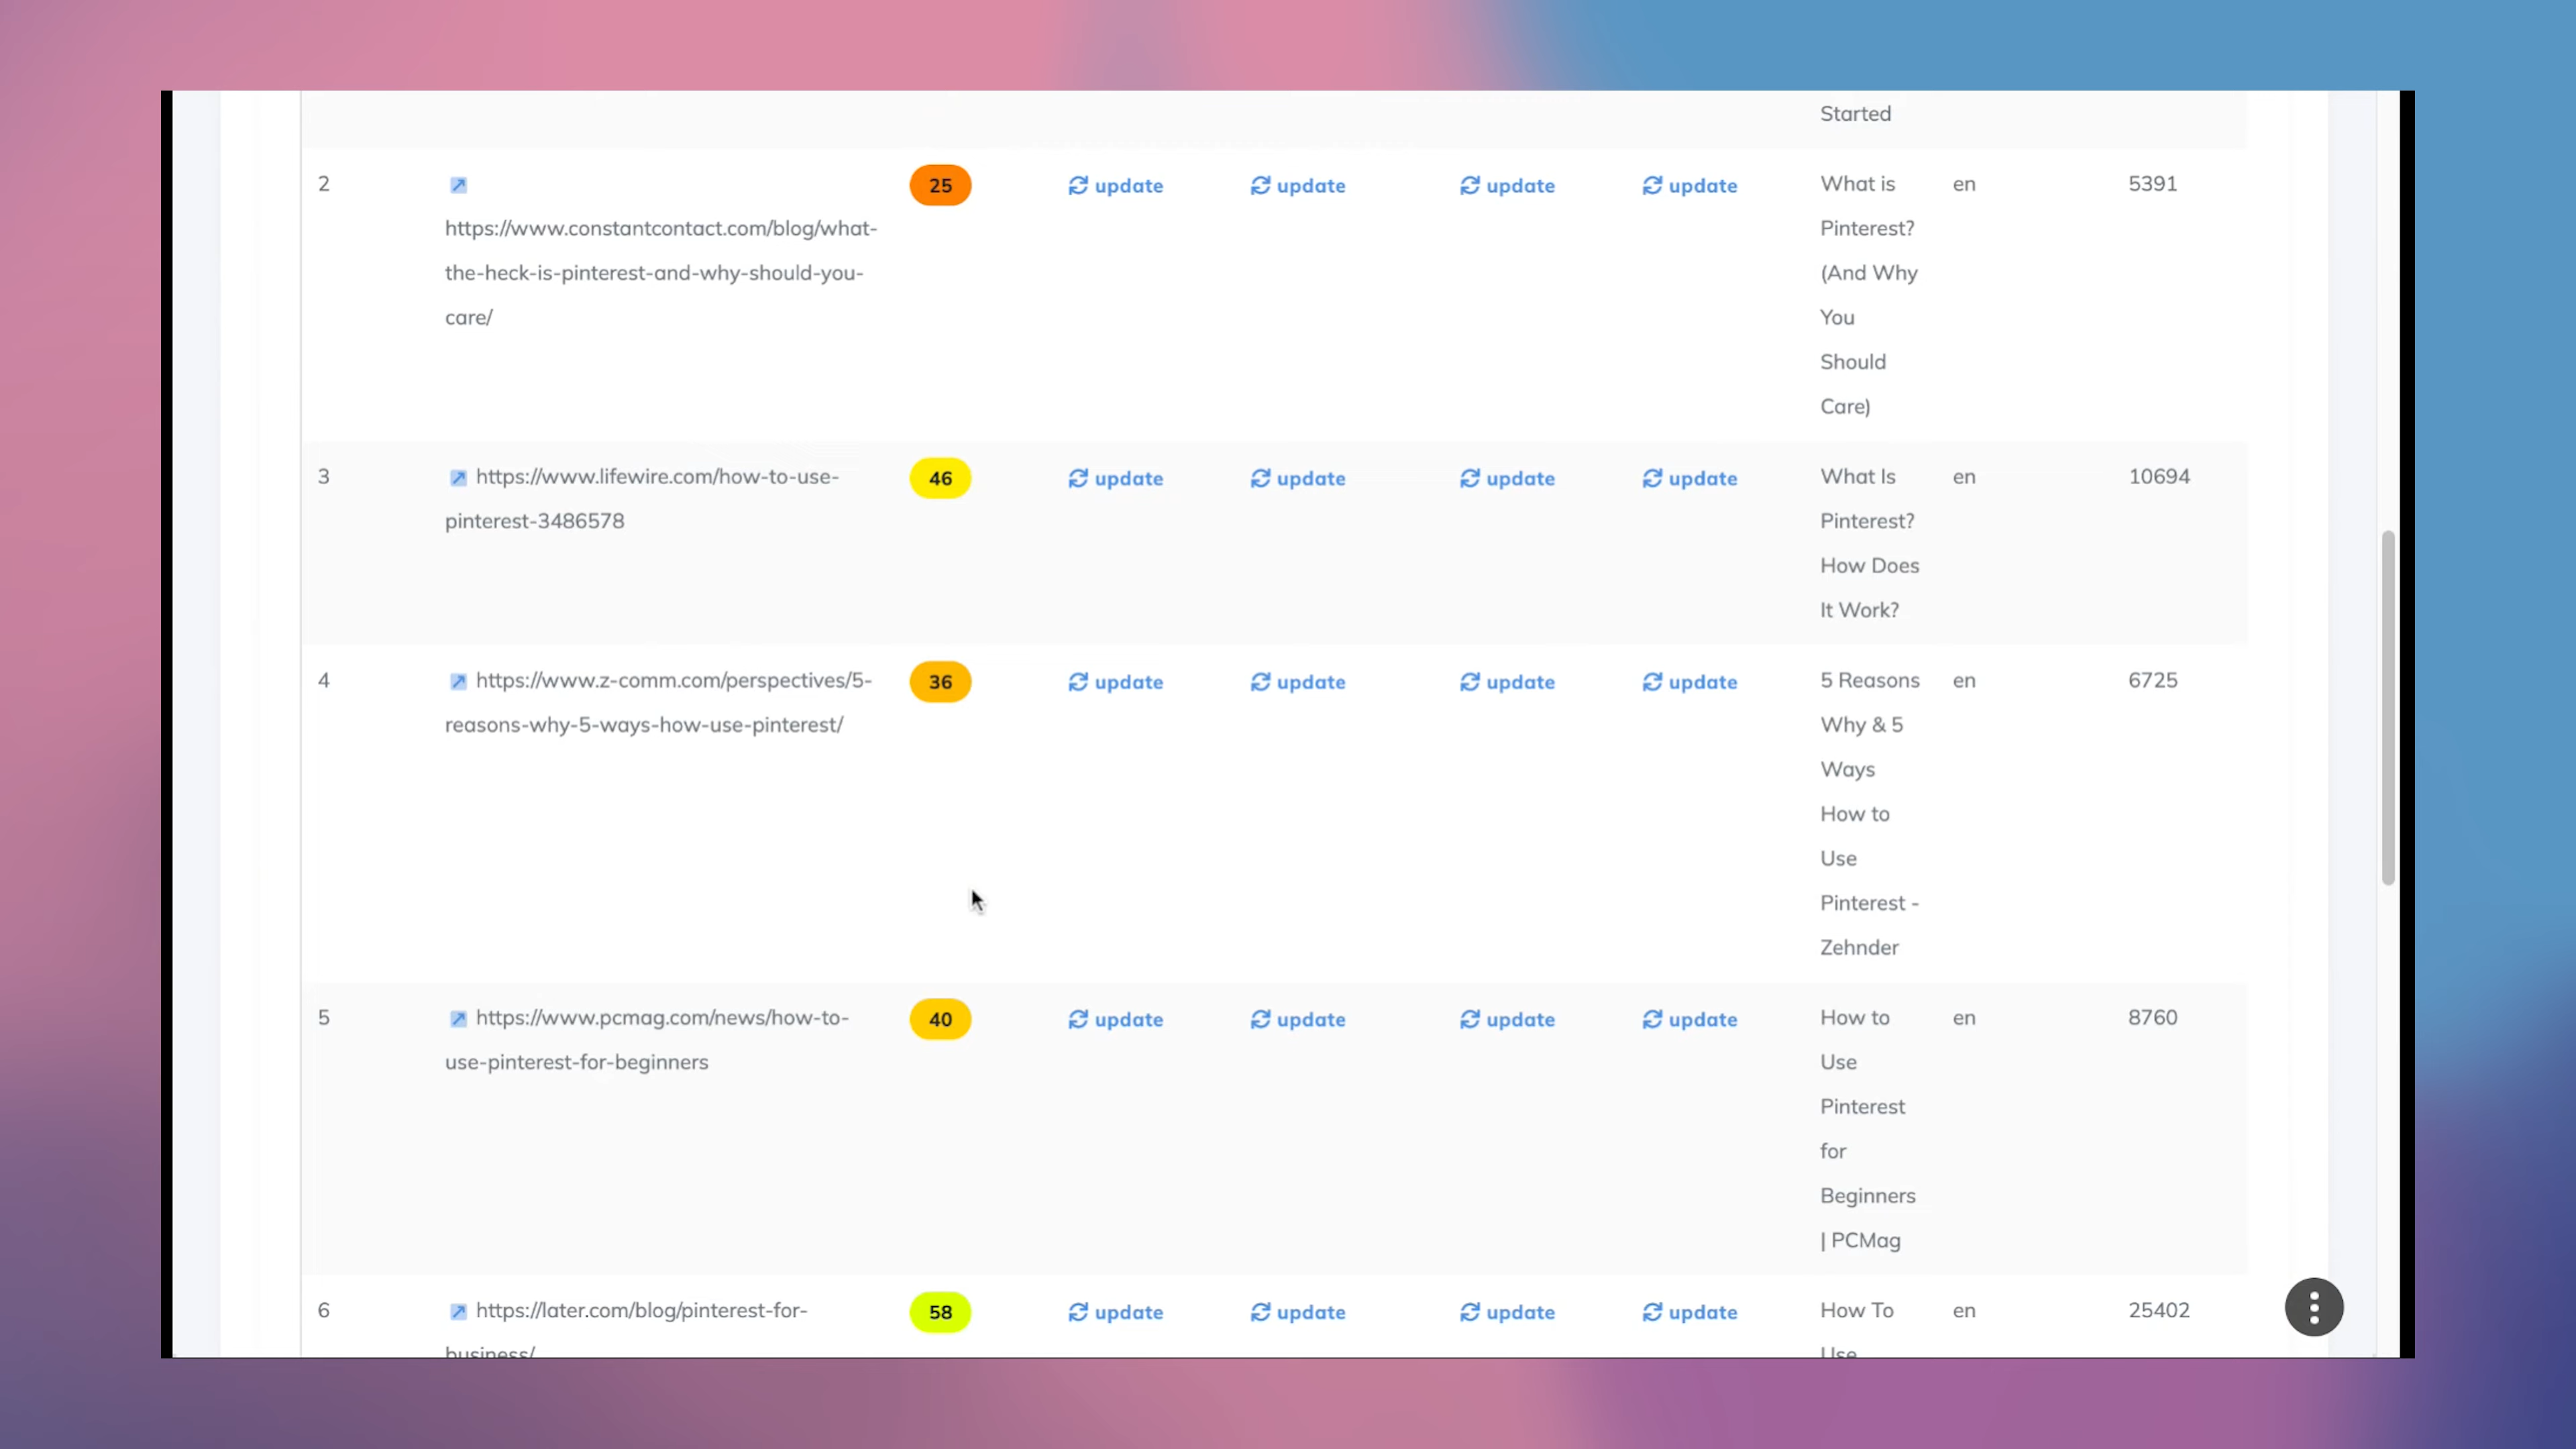 Started
2
25
update
update
update
update
What is
en
5391
https://www.constantcontact.com/blog/what-
Pinterest?
the-heck-is-pinterest-and-why-should-you-
(And Why
care/
You
Should
Care)
3
https://www.lifewire.com/how-to-use-
46
update
update
update
update
What Is
en
10694
pinterest-3486578
Pinterest?
How Does
It Work?
4
https://www.z-comm.com/perspectives/5-
36
update
update
update
update
5 Reasons
en
6725
reasons-why-5-ways-how-use-pinterest/
Why & 5
Ways
How to
Use
Pinterest -
Zehnder
5
https://www.pcmag.com/news/how-to-
40
update
update
update
update
How to
en
8760
use-pinterest-for-beginners
Use
Pinterest
for
Beginners
| PCMag
6
https://later.com/blog/pinterest-for-
58
update
update
update
update
How To
en
25402
business/
Use